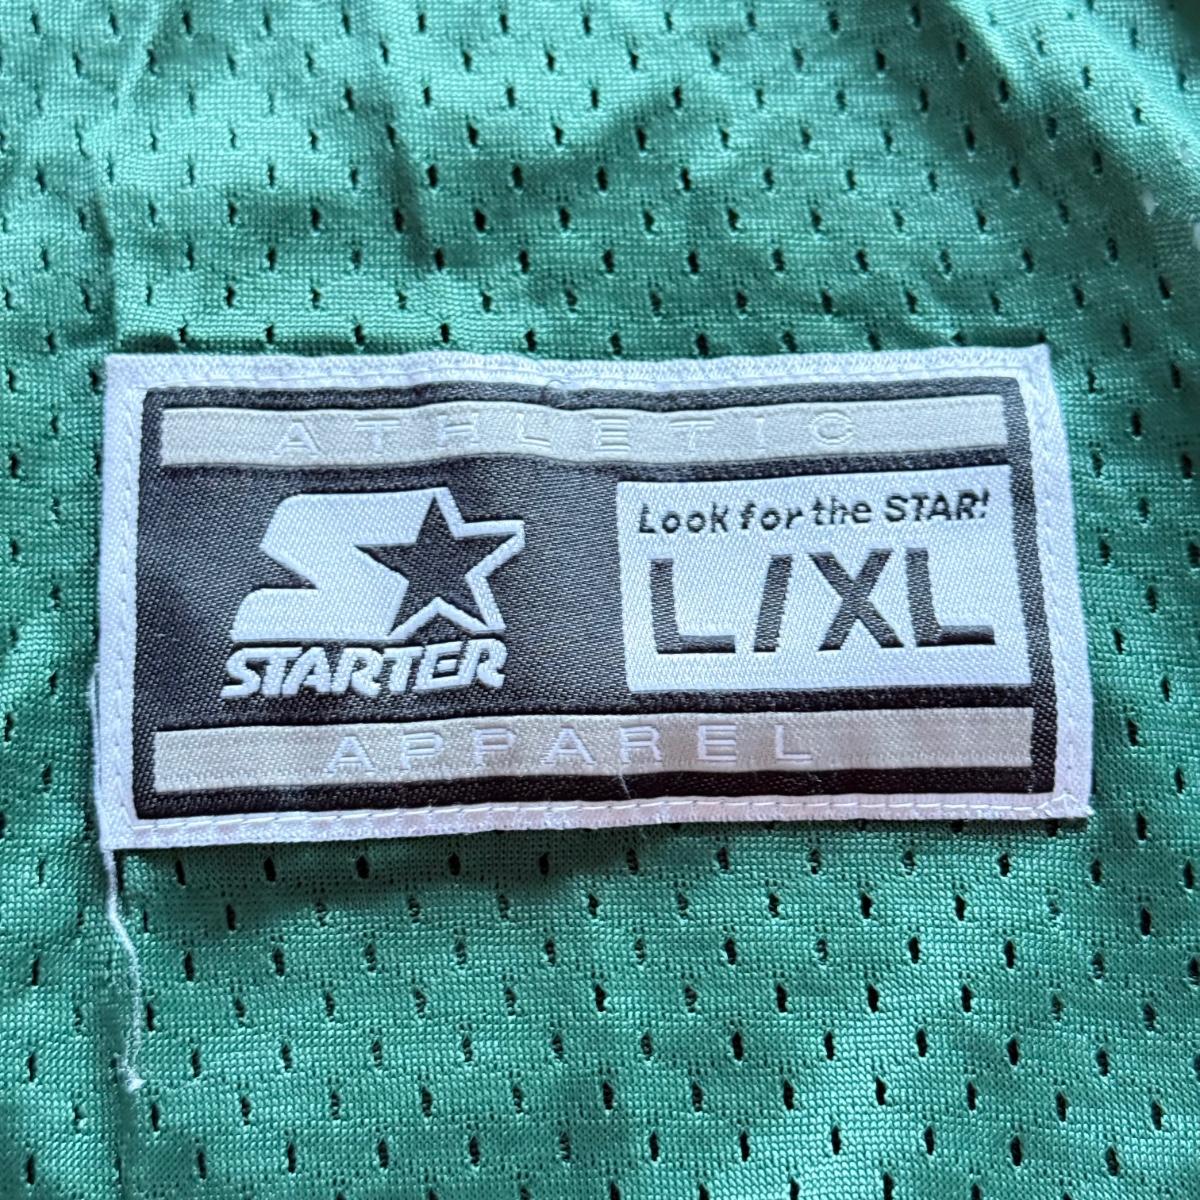 ATHLETIC
Look for the STAR!
L/XL
STARTER
APPAREL